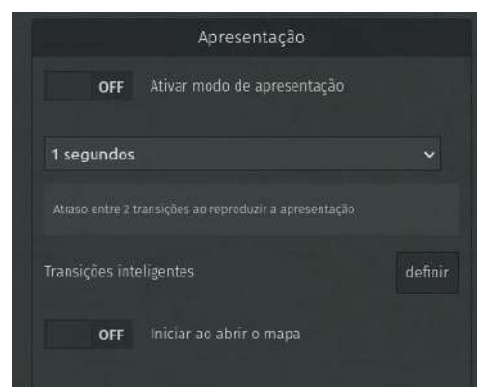 Apresentação
OFF Ativar modo de apresentação
1 segundos
Atraso entre 2 transições ao reproduzir a apresentação
Transições inteligentes definir
OFF Iniciar ao abrir o mapa